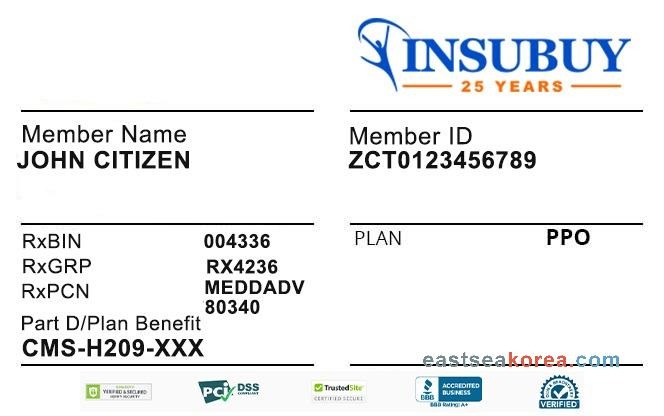 INSUBUY
25 YEARS
Member Name
JOHN CITIZEN
Member ID
ZCT0123456789
RxBIN 004336
RxGRP RX4236
RxPCN MEDDADV
80340
Part D/Plan Benefit
CMS-H209-XXX
PLAN PPO
eastseakorea.com
VERIFIED & SECURED
PCI DSS
COMPLIANT
TrustedSite
CERTIFIED SECURE
BBB
ACCREDITED
BUSINESS
BBB Rating: A+
VERIFIED